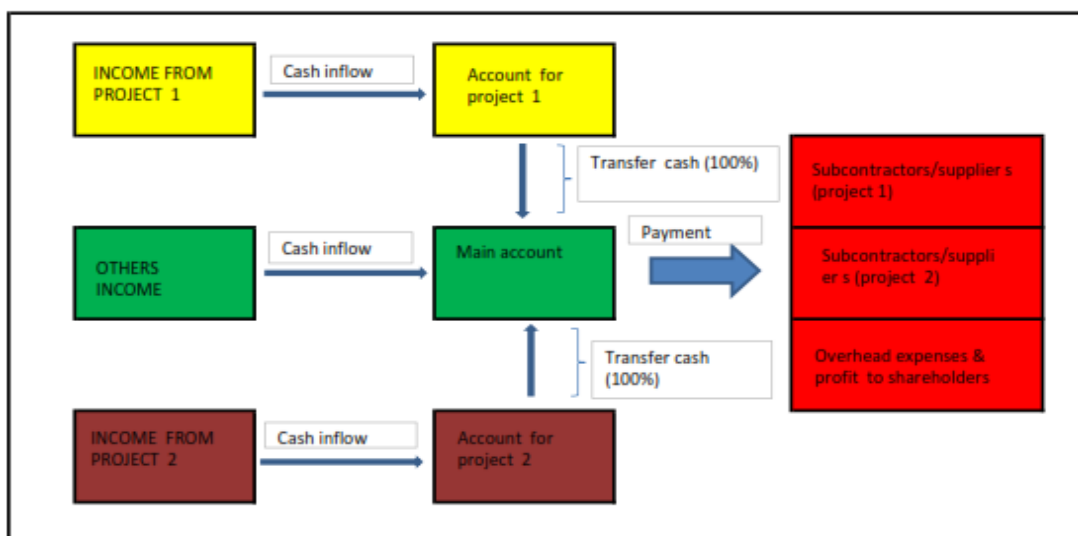 INCOME FROM
PROJECT 1
Cash inflow
Account for
project 1
Transfer cash (100%)
Subcontractors/supplier s
(project 1)
OTHERS
INCOME
Cash inflow
Main account
Payment
Subcontractors/suppli
er s (project 2)
Transfer cash
(100%)
Overhead expenses &
profit to shareholders
INCOME FROM
PROJECT 2
Cash inflow
Account for
project 2